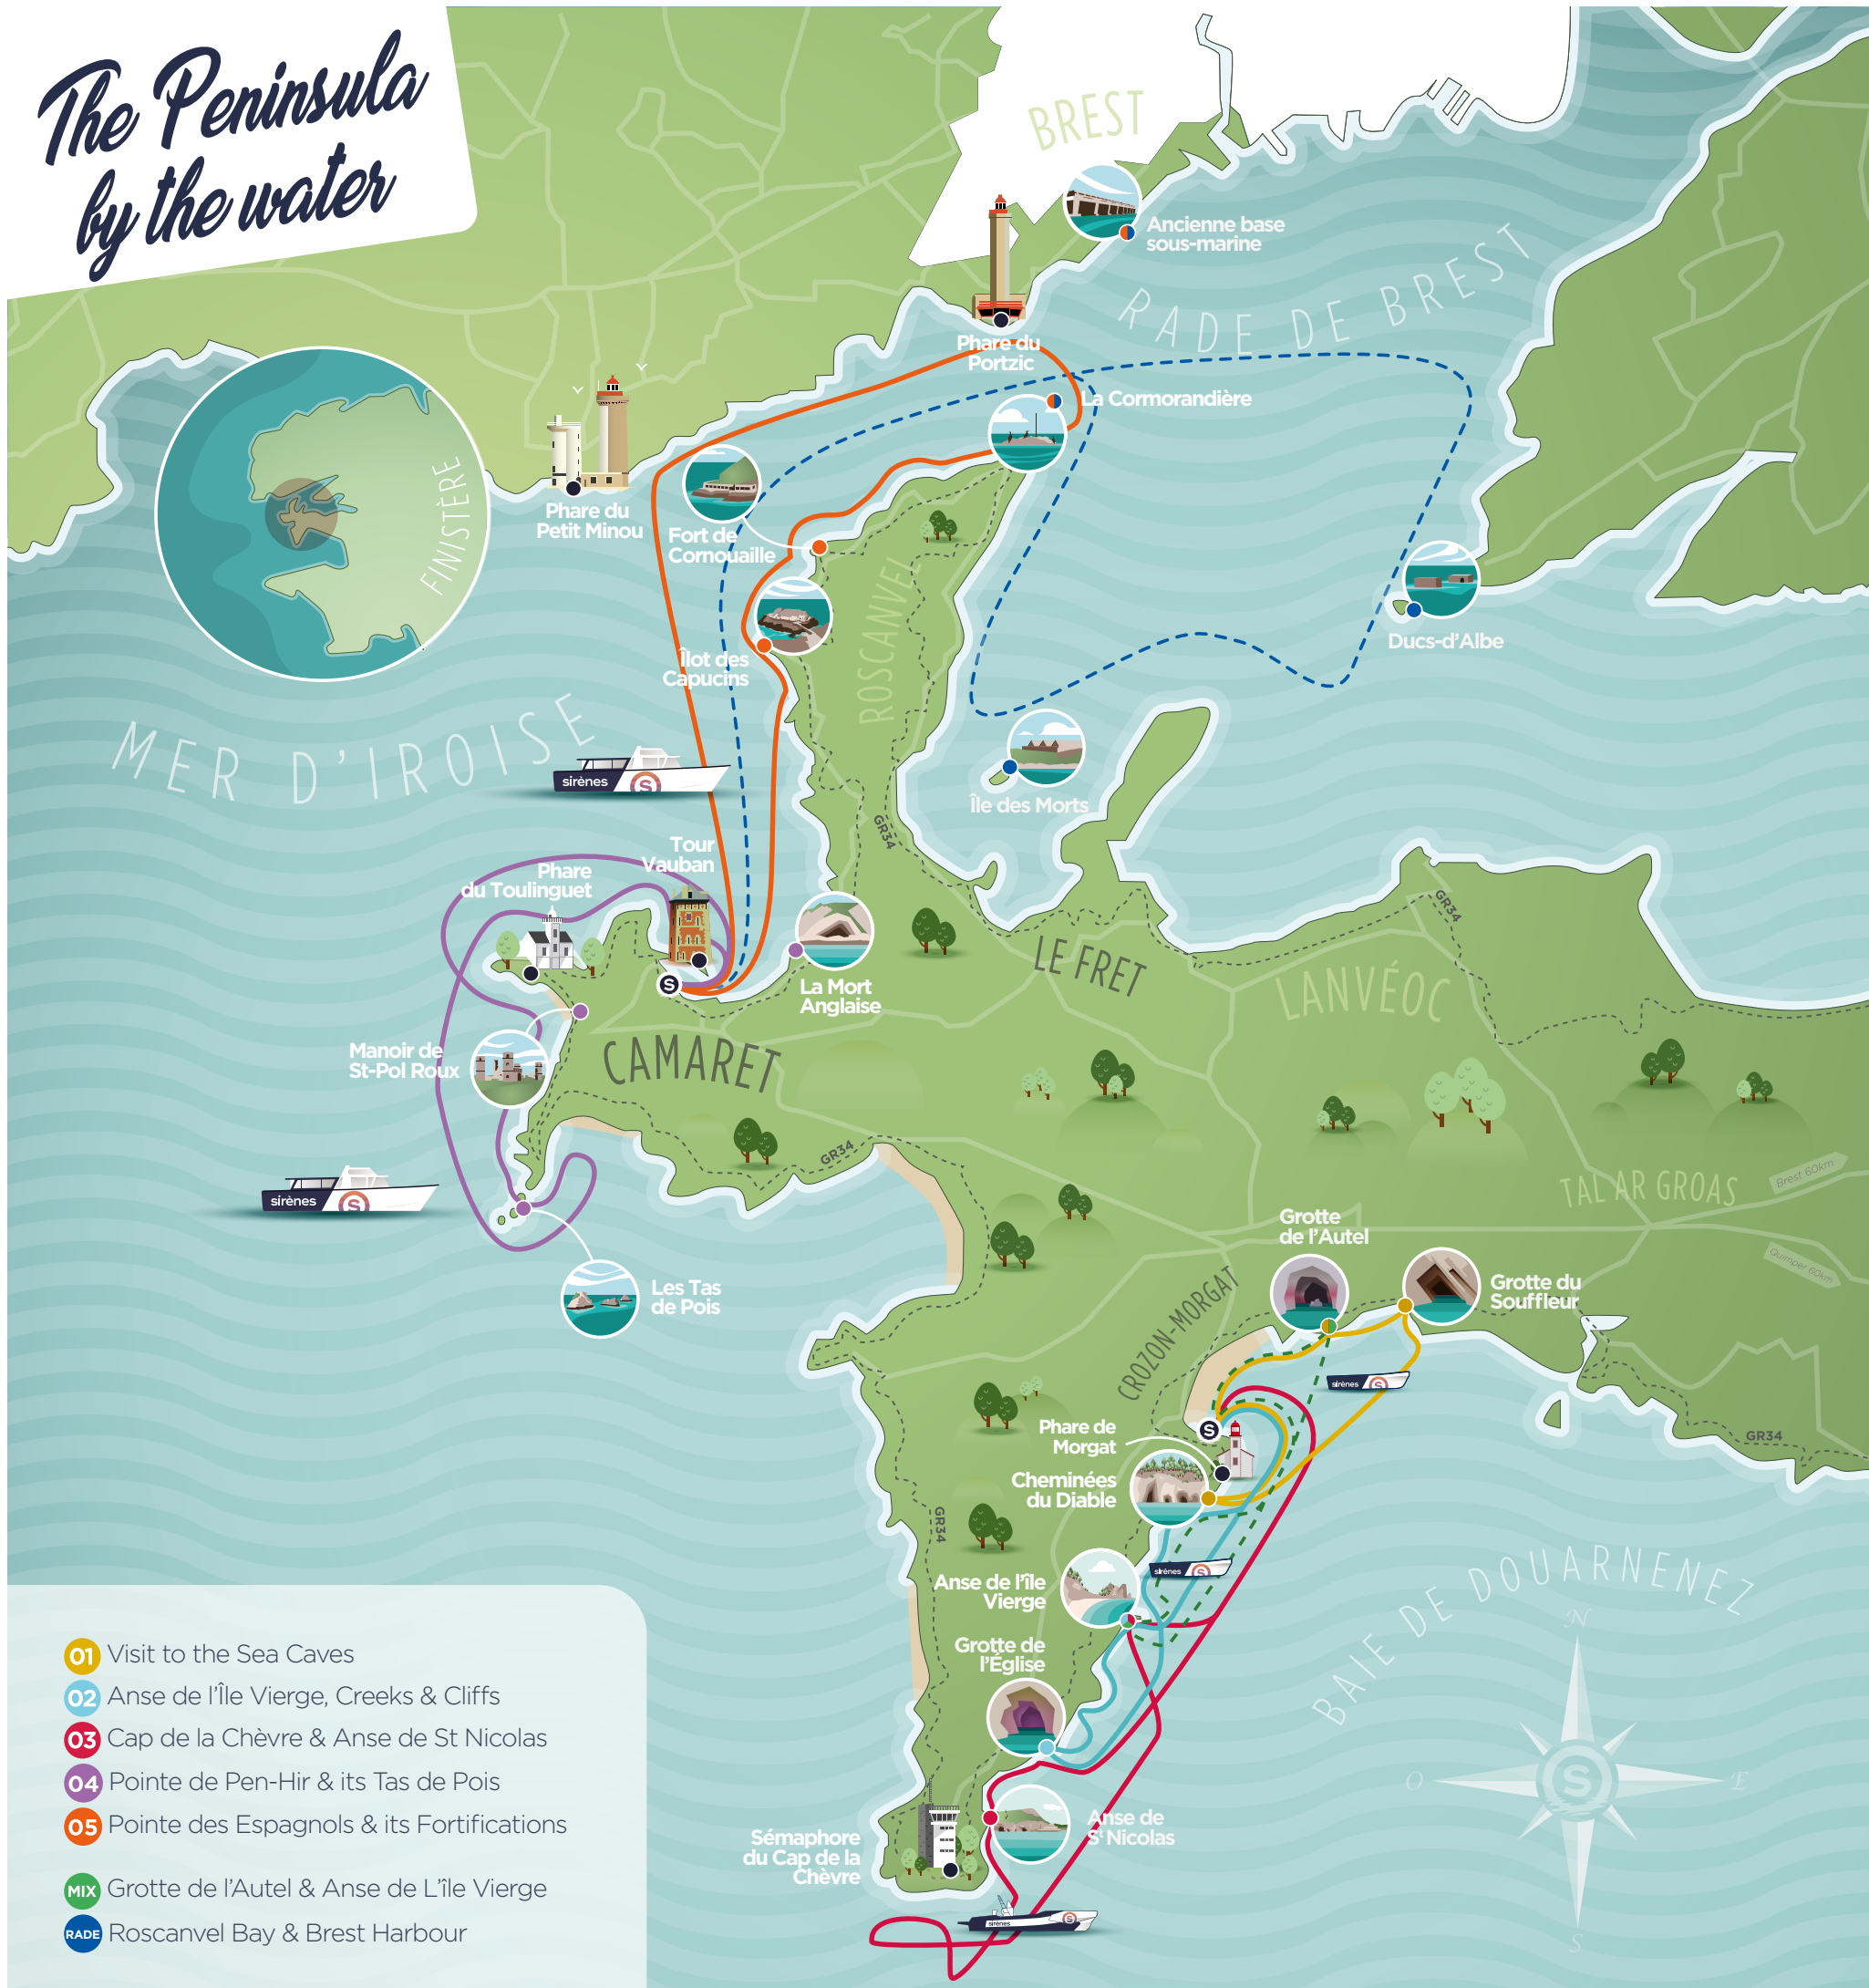 The Peninsula
by the water
BREST
Ancienne base
sous-marine
RADE DE BREST
Phare du
Portzic
La Cormorandière
Phare du
Petit Minou
Fort de
Cornouaille
FINISTÈRE
Îlot des
Capucins
ROSCANVEL
Ducs-d'Albe
MER D'IROISE
sirènes S
Île des Morts
GR34
Tour
Vauban
Phare
du Toulinguet
S
La Mort
Anglaise
LE FRET
GR34
LANVÉOC
Manoir de
St-Pol Roux
CAMARET
GR34
sirènes S
TAL AR GROAS
Brest 60km
Quimper 60km
Les Tas
de Pois
Grotte
de l'Autel
Grotte du
Souffleur
CROZON-MORGAT
sirènes S
S
Phare de
Morgat
GR34
Cheminées
du Diable
GR34
sirènes S
Anse de l'île
Vierge
BAIE DE DOUARNENEZ
Grotte de
l'Église
N
O
E
S
S
Anse de
St Nicolas
Sémaphore
du Cap de la
Chèvre
sirènes S
01 Visit to the Sea Caves
02 Anse de l'Île Vierge, Creeks & Cliffs
03 Cap de la Chèvre & Anse de St Nicolas
04 Pointe de Pen-Hir & its Tas de Pois
05 Pointe des Espagnols & its Fortifications
MIX Grotte de l'Autel & Anse de L'île Vierge
RADE Roscanvel Bay & Brest Harbour